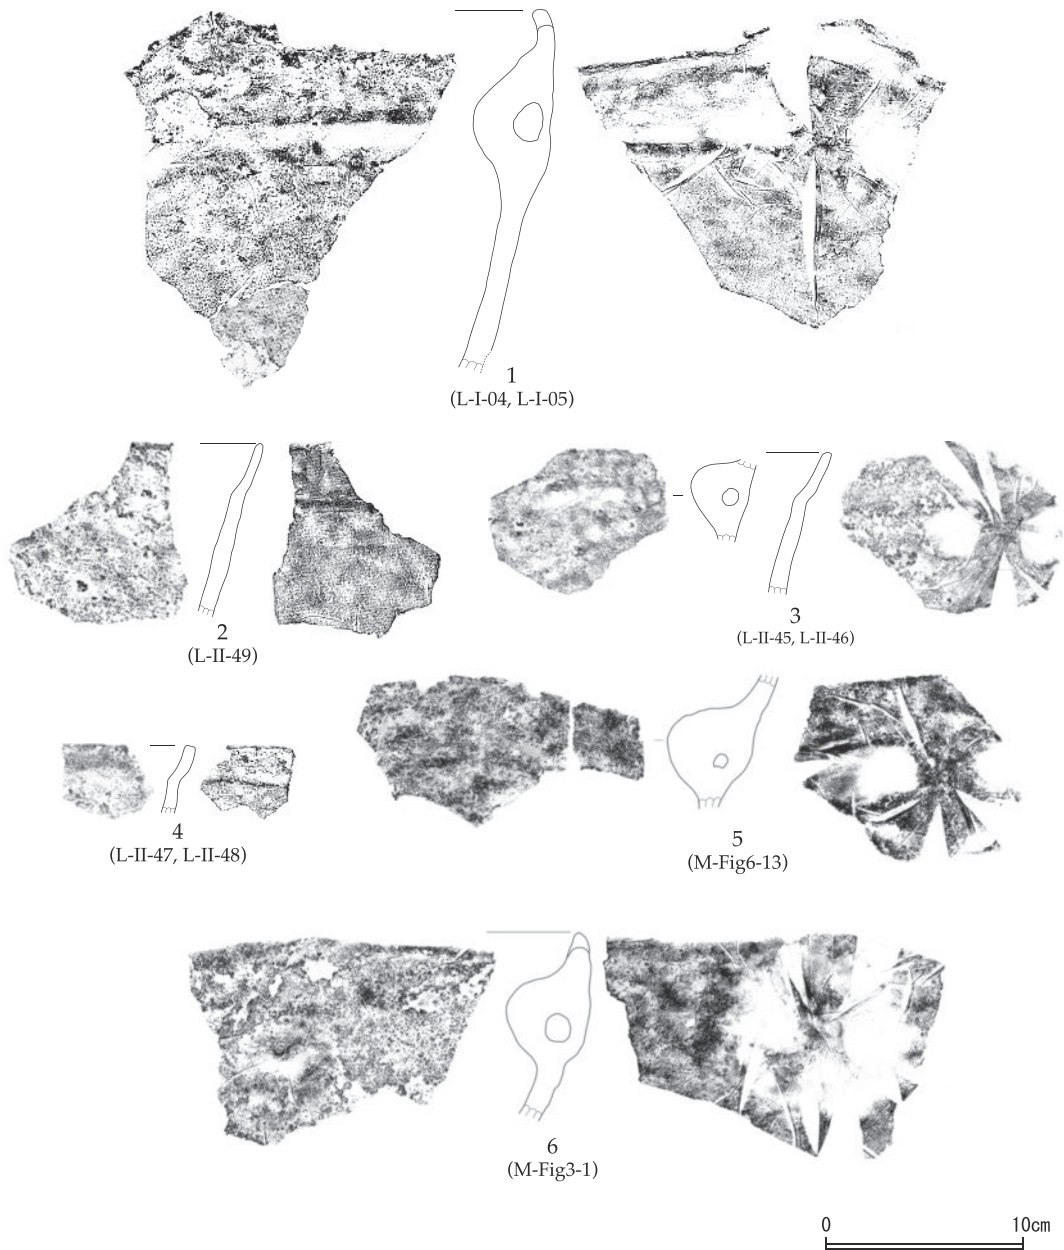 1
(L-I-04, L-I-05)
2
(L-II-49)
3
(L-II-45, L-II-46)
4
(L-II-47, L-II-48)
5
(M-Fig6-13)
6
(M-Fig3-1)
0 10cm